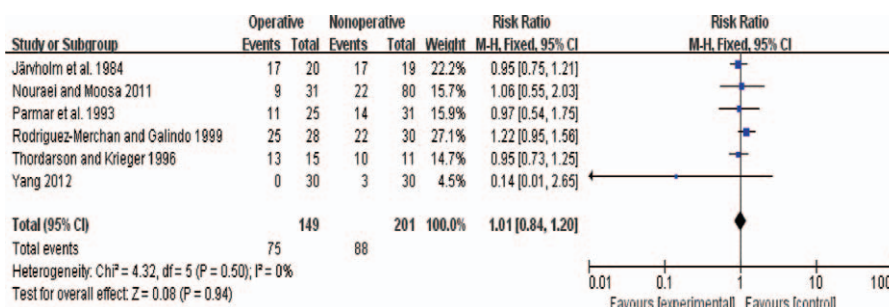 Operative Nonoperative Risk Ratio Risk Ratio
Study or Subgroup Events Total Events Total Weight M-H, Fixed, 95% CI M-H, Fixed, 95% CI
Järvholm et al. 1984 17 20 17 19 22.2% 0.95 [0.75, 1.21]
Nouraei and Moosa 2011 9 31 22 80 15.7% 1.06 [0.55, 2.03]
Parmar et al. 1993 11 25 14 31 15.9% 0.97 [0.54, 1.75]
Rodriguez-Merchan and Galindo 1999 25 28 22 30 27.1% 1.22 [0.95, 1.56]
Thordarson and Krieger 1996 13 15 10 11 14.7% 0.95 [0.73, 1.25]
Yang 2012 0 30 3 30 4.5% 0.14 [0.01, 2.65]
Total (95% CI) 149 201 100.0% 1.01 [0.84, 1.20]
Total events 75 88
Heterogeneity: Chi² = 4.32, df = 5 (P = 0.50); I² = 0%
Test for overall effect: Z = 0.08 (P = 0.94)
0.01 0.1 1 10 100
Favours [experimental] Favours [control]